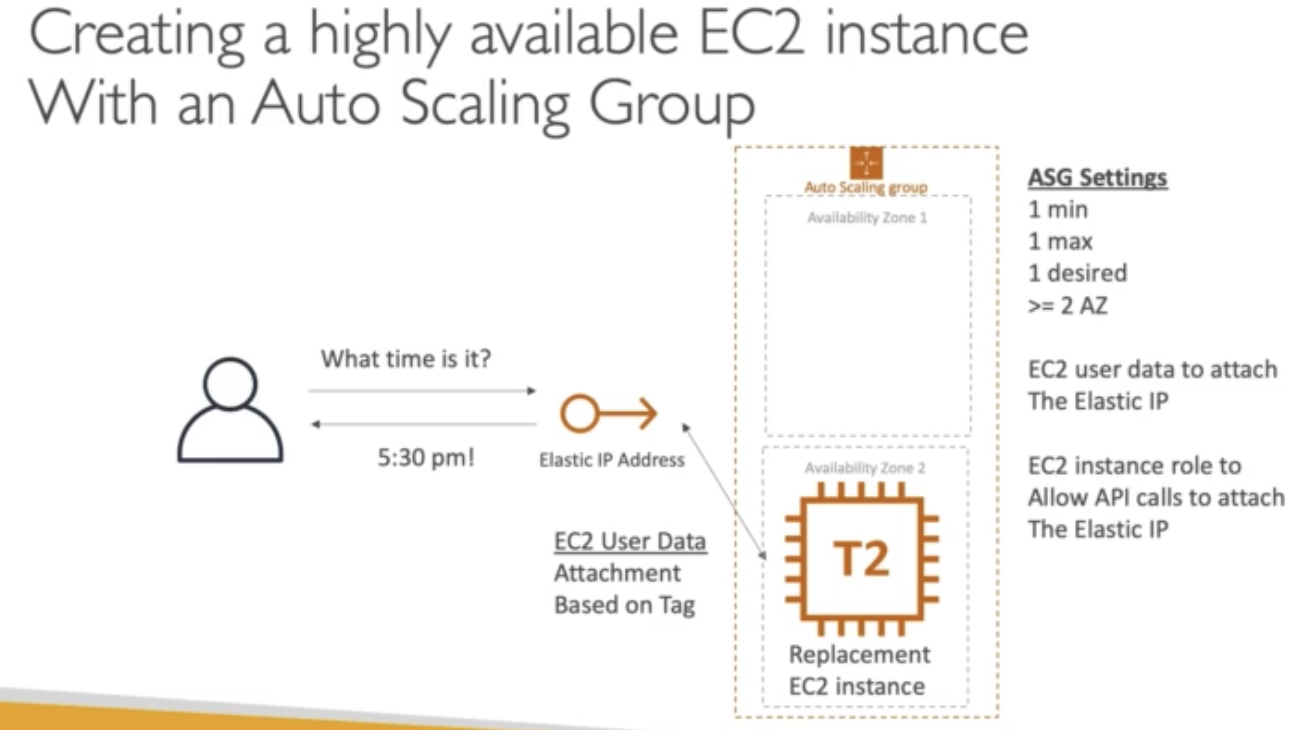 Creating a highly available EC2 instance
With an Auto Scaling Group
Auto Scaling group
Availability Zone 1
ASG Settings
1 min
1 max
1 desired
>= 2 AZ
EC2 user data to attach
The Elastic IP
EC2 instance role to
Allow API calls to attach
The Elastic IP
What time is it?
5:30 pm!
Elastic IP Address
EC2 User Data
Attachment
Based on Tag
Availability Zone 2
T2
Replacement
EC2 instance